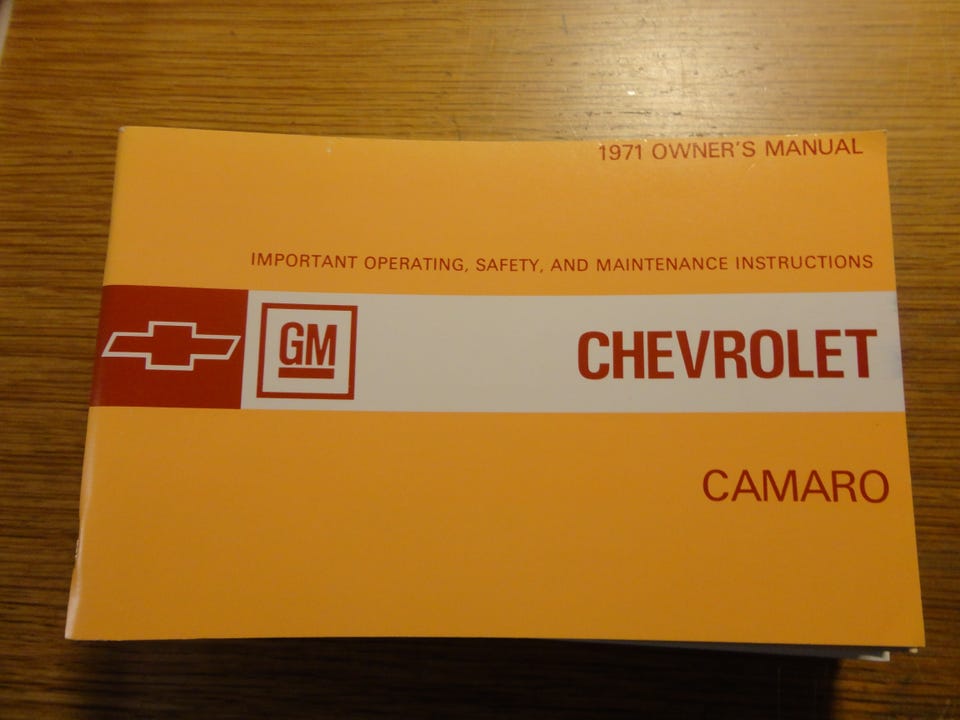 1971 OWNER'S MANUAL
IMPORTANT OPERATING, SAFETY, AND MAINTENANCE INSTRUCTIONS
GM
CHEVROLET
CAMARO